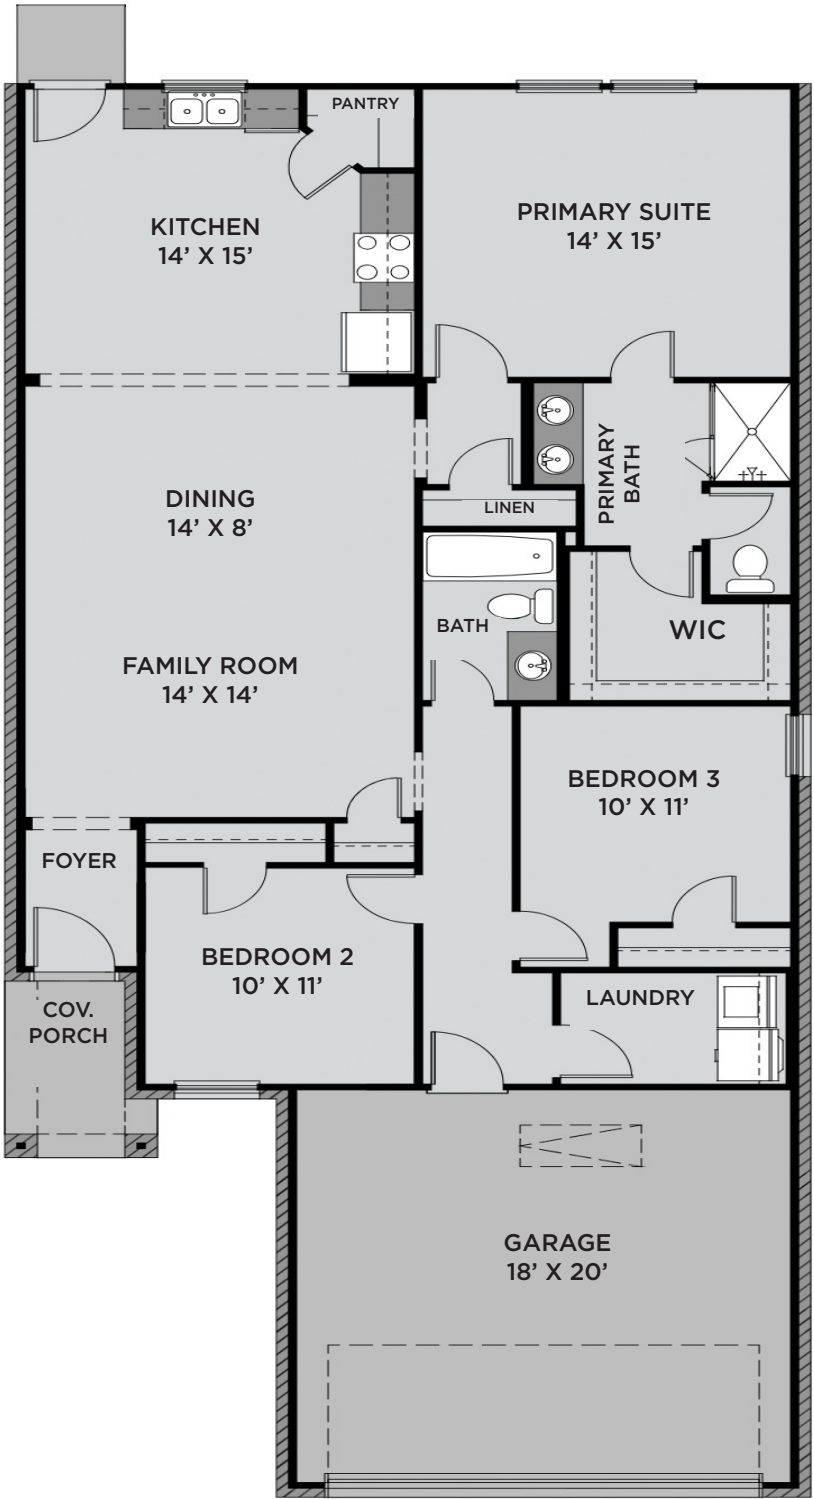 PANTRY
KITCHEN
14’ X 15’
PRIMARY SUITE
14’ X 15’
DINING
14’ X 8’
LINEN
PRIMARY
BATH
BATH
WIC
FAMILY ROOM
14’ X 14’
BEDROOM 3
10’ X 11’
FOYER
BEDROOM 2
10’ X 11’
LAUNDRY
COV.
PORCH
GARAGE
18’ X 20’